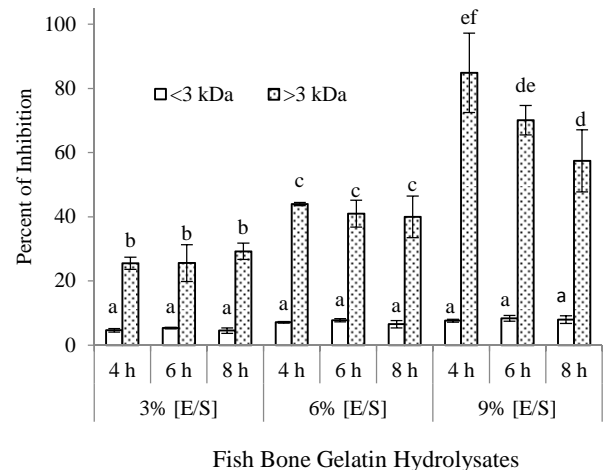 100
80
60
40
20
0
Percent of Inhibition
<3 kDa >3 kDa
a b a b a b a c a c a c a ef a de a d
4 h 6 h 8 h 4 h 6 h 8 h 4 h 6 h 8 h
3% [E/S] 6% [E/S] 9% [E/S]
Fish Bone Gelatin Hydrolysates